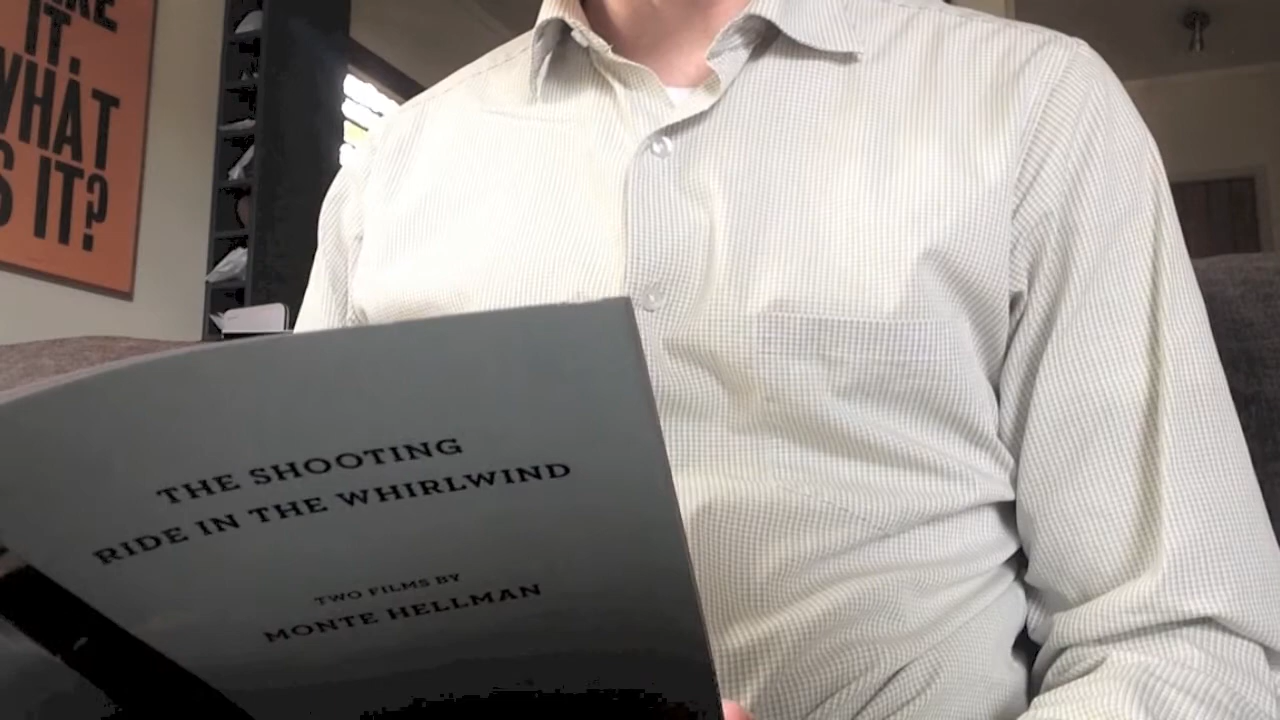 IT.
WHAT
IT?
THE SHOOTING
RIDE IN THE WHIRLWIND
TWO FILMS BY
MONTE HELLMAN